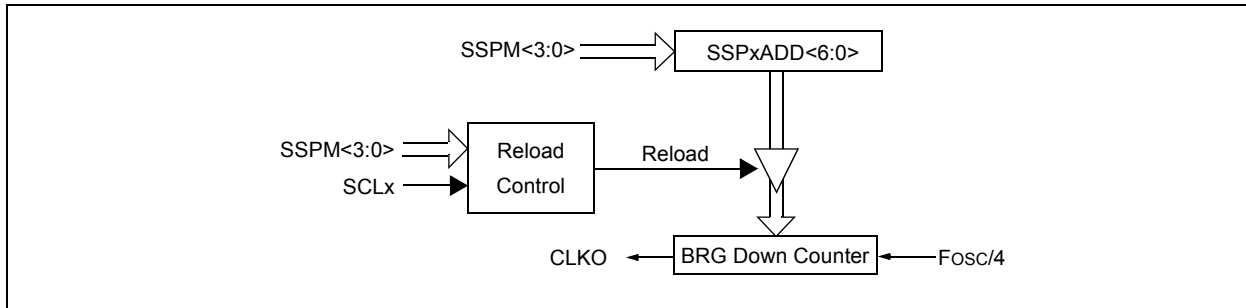 SSPM<3:0>
SSPxADD<6:0>
SSPM<3:0>
SCLx
Reload
Control
Reload
CLKO
BRG Down Counter
FOSC/4